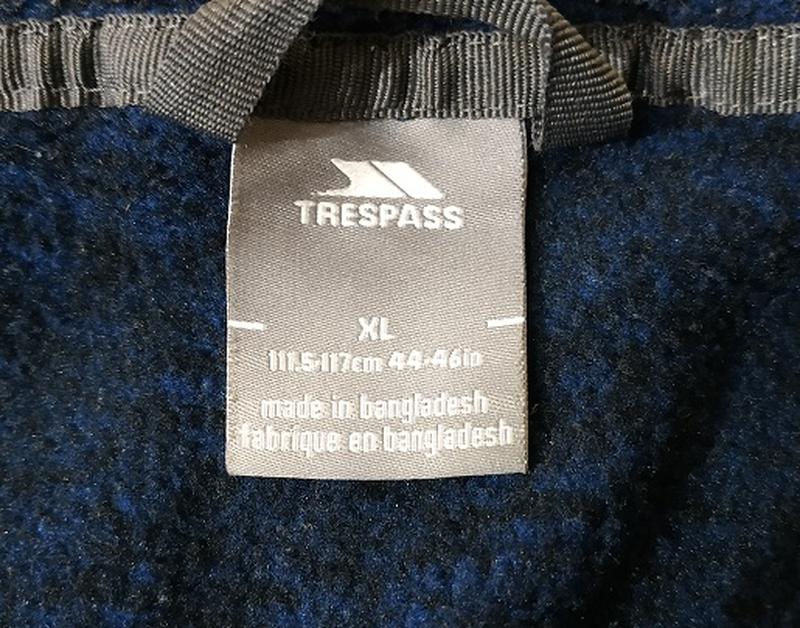 TRESPASS
XL
111.5-117cm 44-46in
made in bangladesh
fabrique en bangladesh